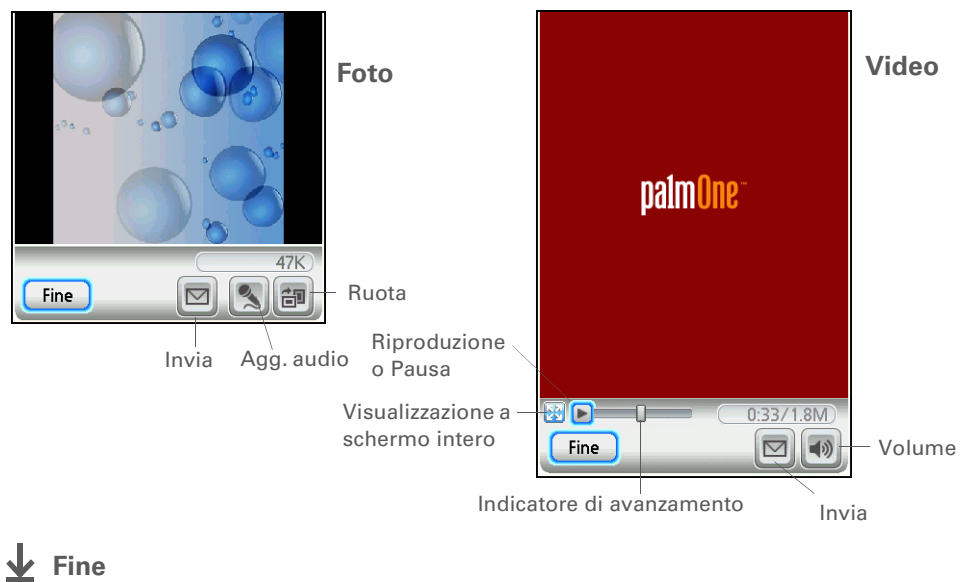 Foto
47K
Fine
Ruota
Invia
Agg. audio
Video
palmOne™
Riproduzione
o Pausa
Visualizzazione a
schermo intero
0:33/1.8M
Fine
Volume
Indicatore di avanzamento
Invia
Fine